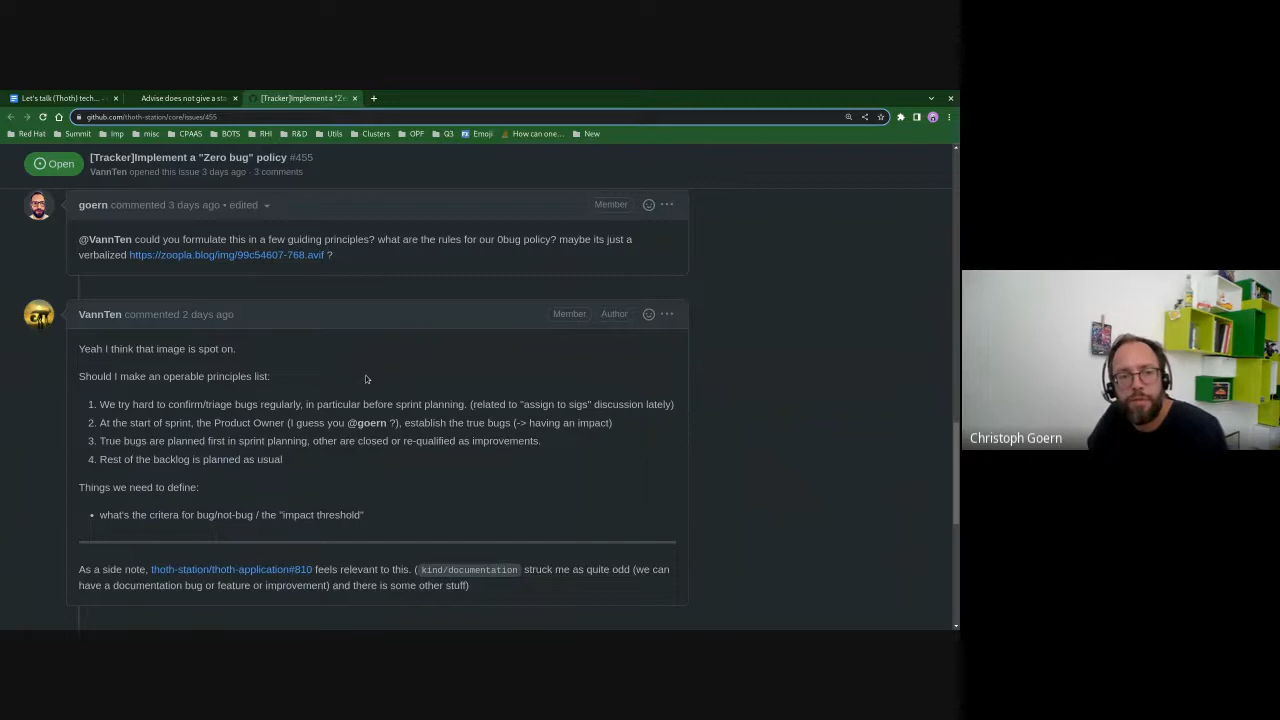 Let's talk (Thoth) tech...
Advise does not give a sta
[Tracker]Implement a "Ze
github.com/thoth-station/core/issues/455
Red Hat Summit Imp misc CPAAS BOTS RHI R&D Utils Clusters OPF Q3 Emoji How can one... New
Open
[Tracker]Implement a "Zero bug" policy #455
VannTen opened this issue 3 days ago · 3 comments
goern commented 3 days ago • edited
Member
@VannTen could you formulate this in a few guiding principles? what are the rules for our 0bug policy? maybe its just a
verbalized https://zoopla.blog/img/99c54607-768.avif ?
VannTen commented 2 days ago
Member Author
Yeah I think that image is spot on.
Should I make an operable principles list:
1. We try hard to confirm/triage bugs regularly, in particular before sprint planning. (related to "assign to sigs" discussion lately)
2. At the start of sprint, the Product Owner (I guess you @goern ?), establish the true bugs (-> having an impact)
3. True bugs are planned first in sprint planning, other are closed or re-qualified as improvements.
4. Rest of the backlog is planned as usual
Things we need to define:
• what's the critera for bug/not-bug / the "impact threshold"
As a side note, thoth-station/thoth-application#810 feels relevant to this. ( kind/documentation struck me as quite odd (we can
have a documentation bug or feature or improvement) and there is some other stuff)
Christoph Goern